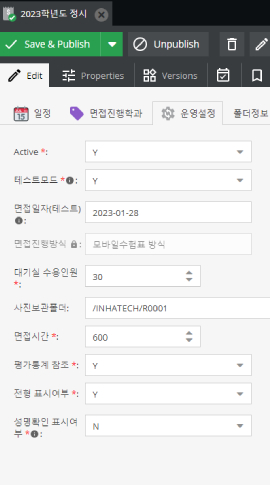 2023학년도 정시
Save & Publish
Unpublish
Edit
Properties
Versions
일정
면접진행학과
운영설정
폴더정보
Active *:
Y
테스트모드 *:
Y
면접일자(테스트)
:
2023-01-28
면접진행방식 :
모바일수험표 방식
대기실 수용인원
*:
30
사진보관폴더:
/INHATECH/R0001
면접시간 *:
600
평가통계 참조 *:
Y
전형 표시여부 *:
Y
성명확인 표시여
부 *:
N